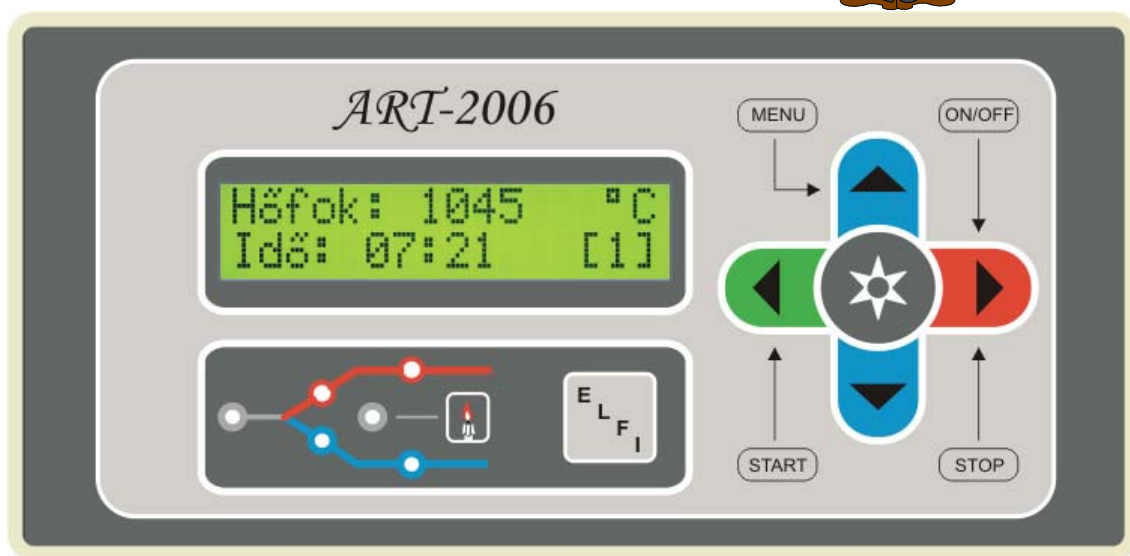 ART-2006
MENU
ON/OFF
Hőfok: 1045 °C
Idő: 07:21 [1]
E
L
F
I
START
STOP